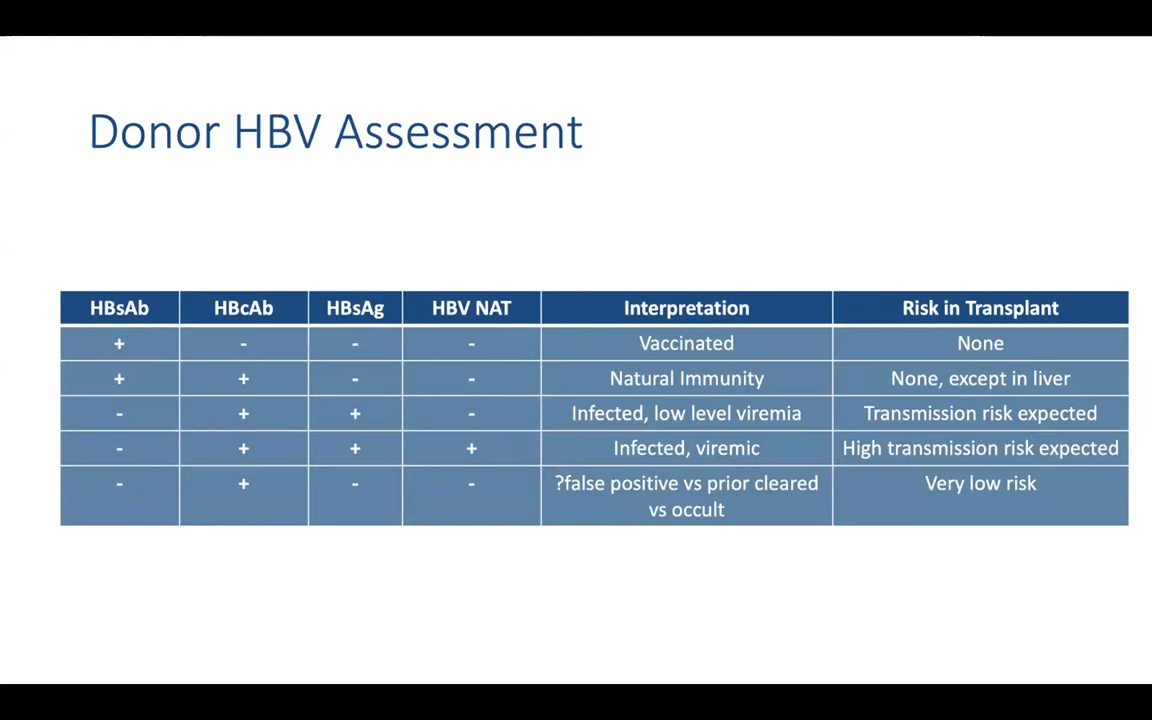 Donor HBV Assessment
HBsAb HBcAb HBsAg HBV NAT Interpretation Risk in Transplant
+ - - - Vaccinated None
+ + - - Natural Immunity None, except in liver
- + + - Infected, low level viremia Transmission risk expected
- + + + Infected, viremic High transmission risk expected
- + - - ?false positive vs prior cleared Very low risk
vs occult